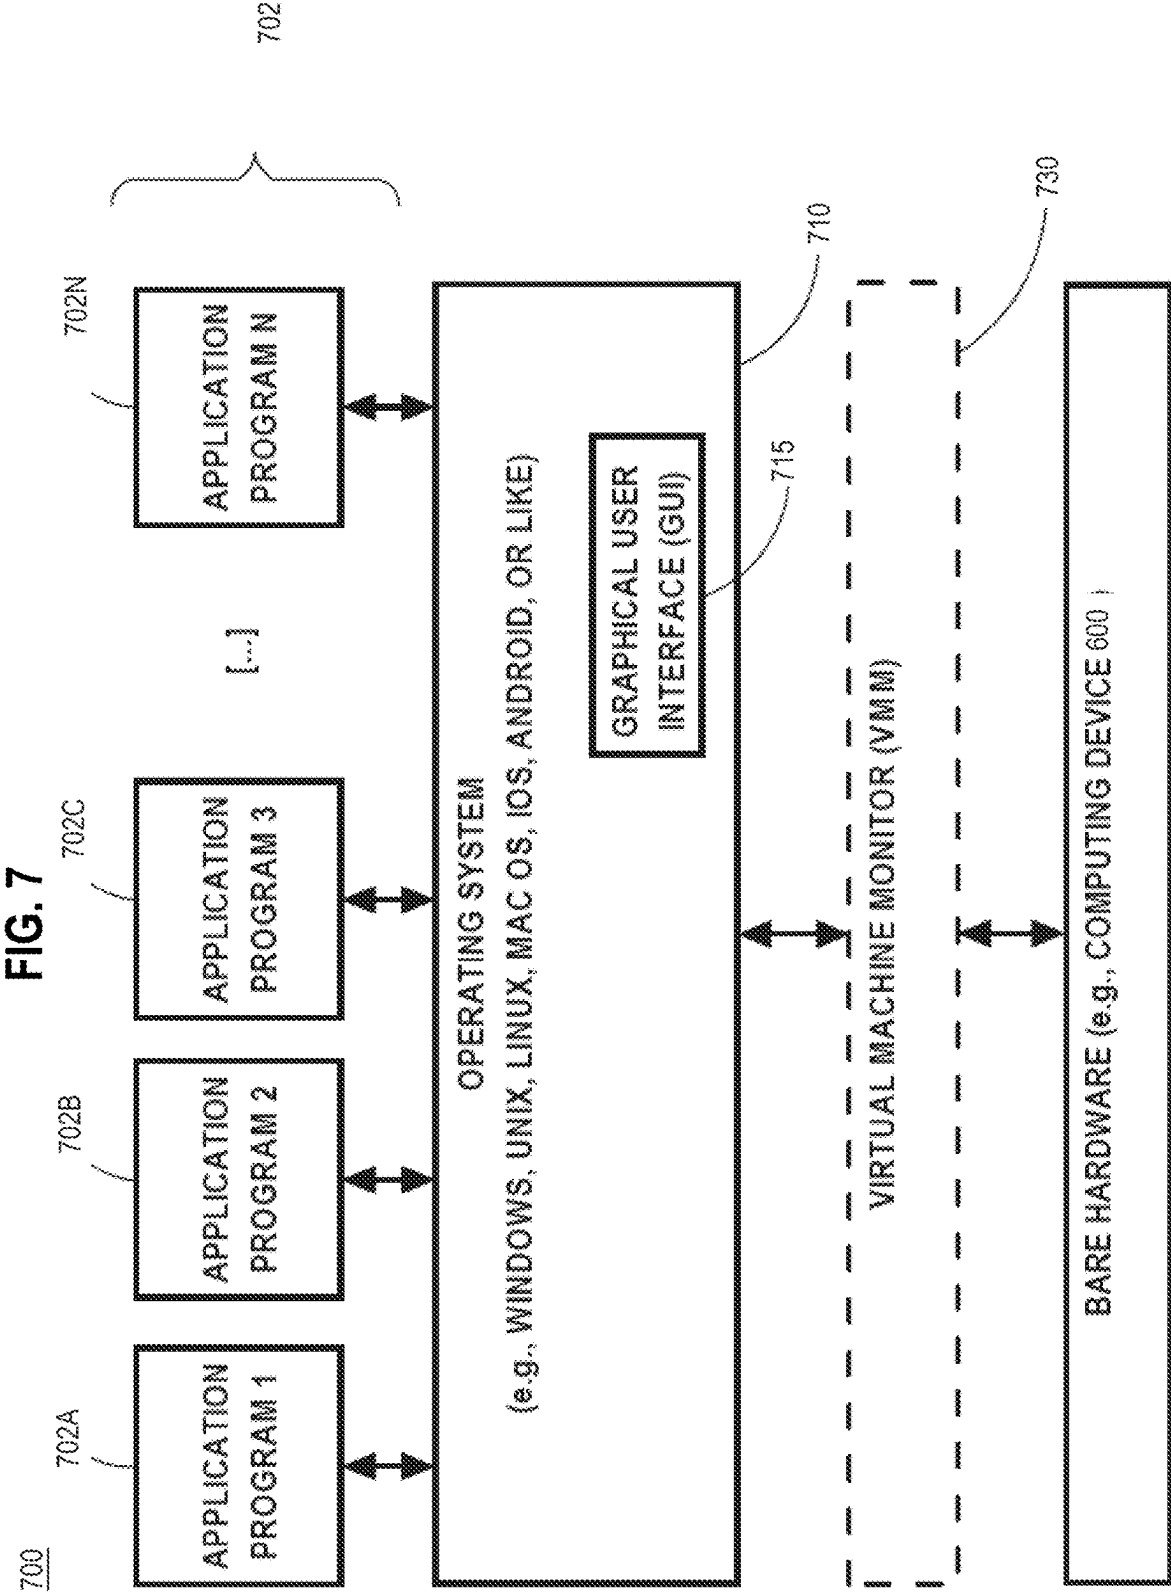 FIG. 7
700
702
702A
702B
702C
702N
APPLICATION
PROGRAM 1
APPLICATION
PROGRAM 2
APPLICATION
PROGRAM 3
[...]
APPLICATION
PROGRAM N
OPERATING SYSTEM
(e.g., WINDOWS, UNIX, LINUX, MAC OS, IOS, ANDROID, OR LIKE)
GRAPHICAL USER
INTERFACE (GUI)
715
710
VIRTUAL MACHINE MONITOR (VMM)
730
BARE HARDWARE (e.g., COMPUTING DEVICE 600 )